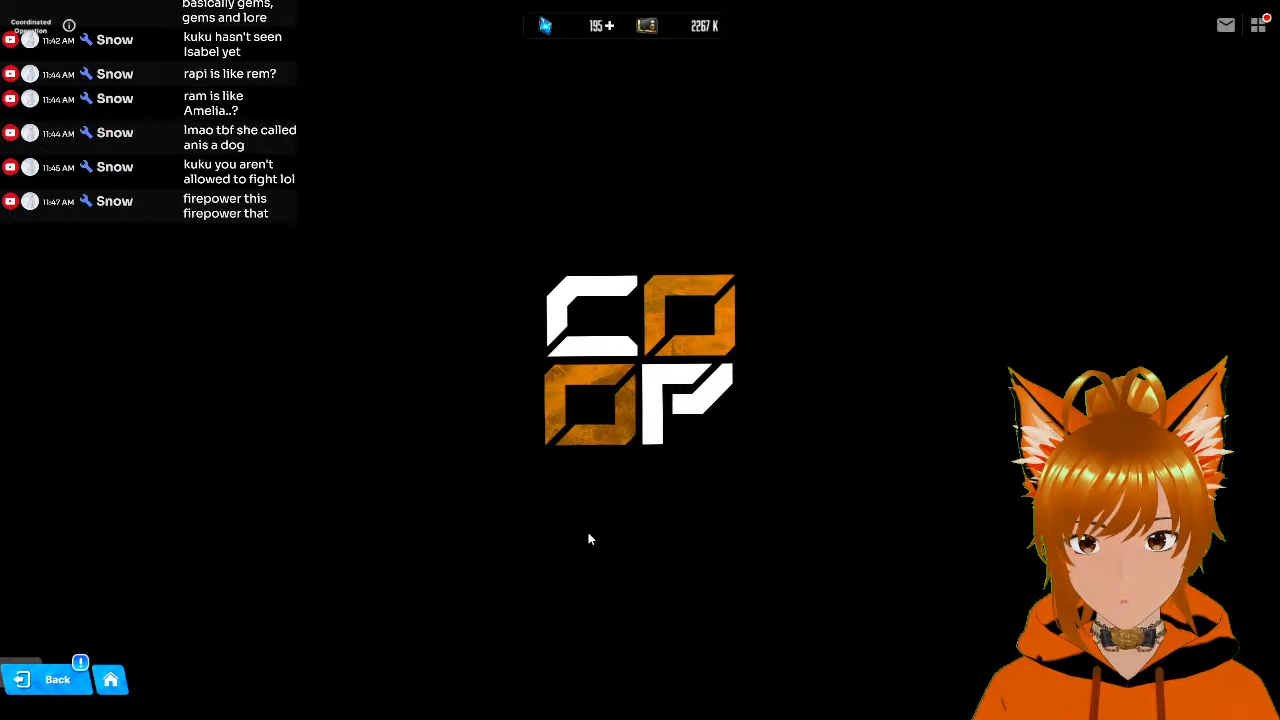 basically gems,
gems and lore
Coordinated
Operation
11:42 AM Snow kuku hasn't seen
Isabel yet
11:44 AM Snow rapi is like rem?
11:44 AM Snow ram is like
Amelia..?
11:44 AM Snow lmao tbf she called
anis a dog
11:45 AM Snow kuku you aren't
allowed to fight lol
11:47 AM Snow firepower this
firepower that
195 +
2267 K
CO
OP
Back